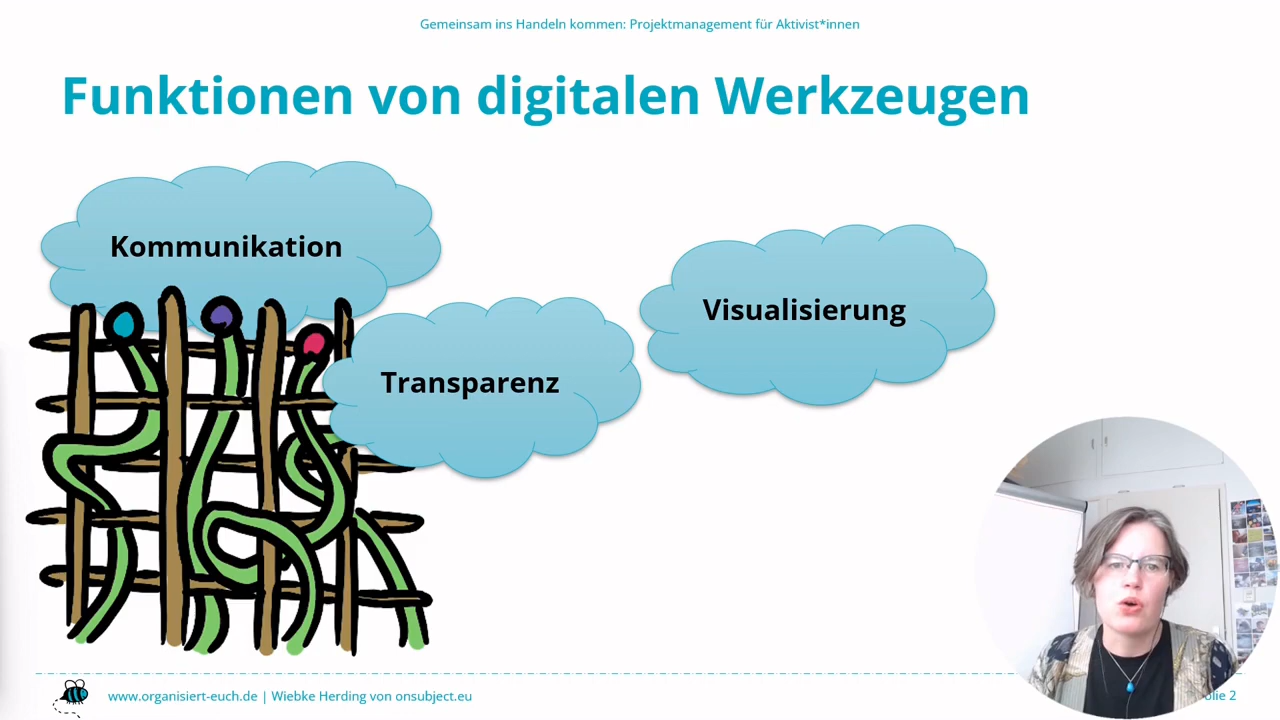 Gemeinsam ins Handeln kommen: Projektmanagement für Aktivist*innen
Funktionen von digitalen Werkzeugen
Kommunikation
Visualisierung
Transparenz
www.organisiert-euch.de | Wiebke Herding von onsubject.eu
2